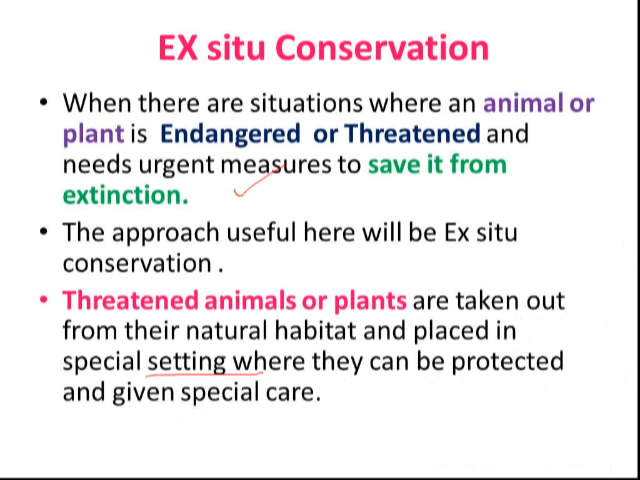 EX situ Conservation
• When there are situations where an animal or
plant is Endangered or Threatened and
needs urgent measures to save it from
extinction.
• The approach useful here will be Ex situ
conservation .
• Threatened animals or plants are taken out
from their natural habitat and placed in
special setting where they can be protected
and given special care.